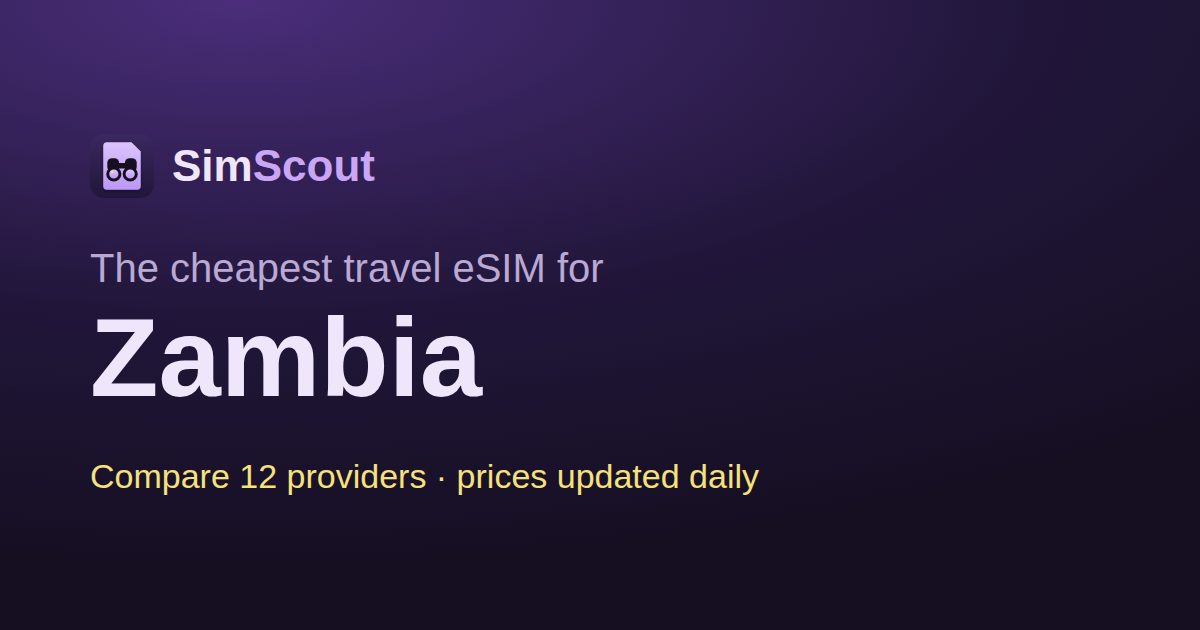 SimScout
The cheapest travel eSIM for
Zambia
Compare 12 providers · prices updated daily